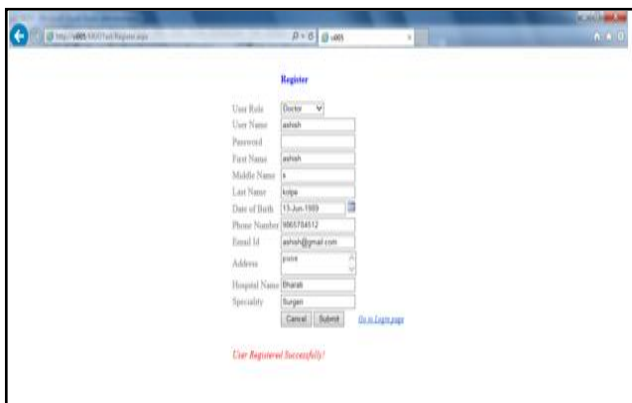 v005
Register
User Role Doctor
User Name ashish
Password
First Name ashish
Middle Name s
Last Name kolpe
Date of Birth 13-Jun-1989
Phone Number 9865784512
Email Id ashish@gmail.com
Address pune
Hospital Name Bharati
Speciality Surgen
Cancel Submit Go to Login page
User Registered Successfully!